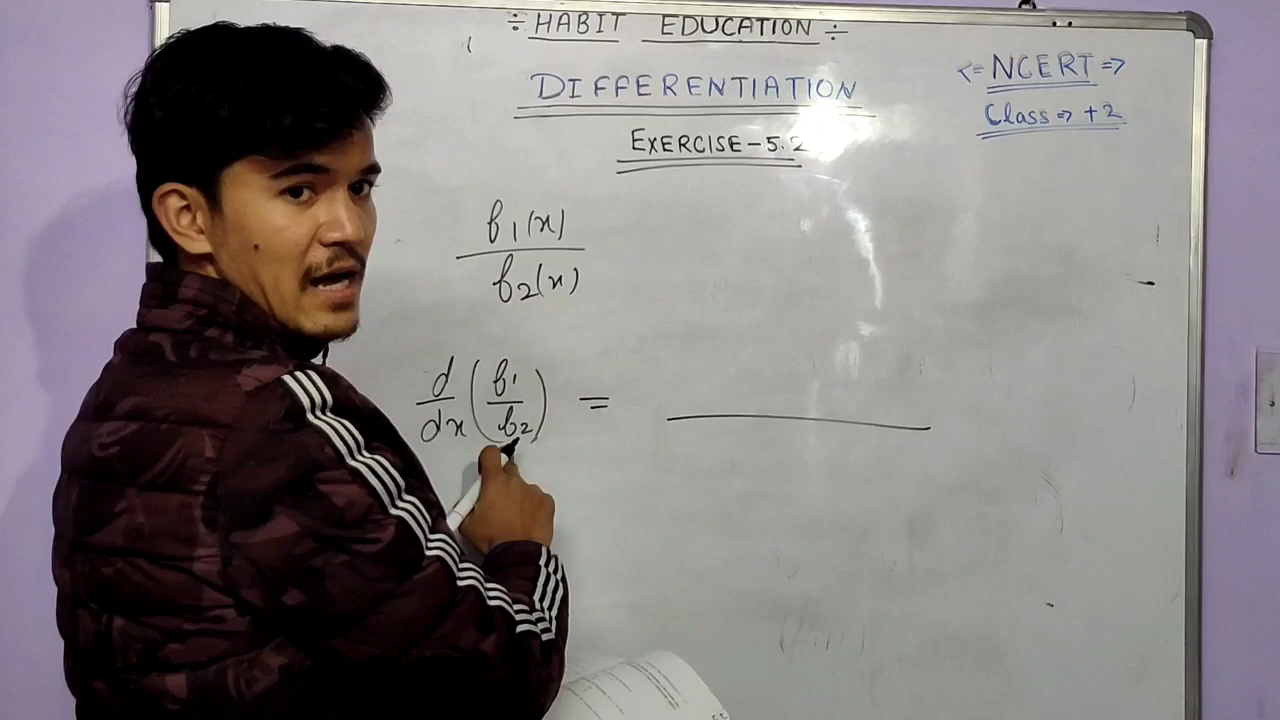 ÷ HABIT EDUCATION ÷
DIFFERENTIATION
EXERCISE-5.2
<= NCERT =>
Class => +2
f1(x)
f2(x)
d/dx (f1/f2) =